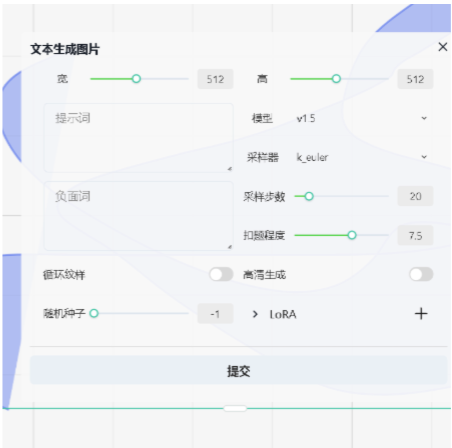 文本生成图片
宽 512 高 512
提示词
模型 v1.5
采样器 k_euler
负面词
采样步数 20
扣题程度 7.5
循环纹样 高清生成
随机种子 -1 LoRA
提交